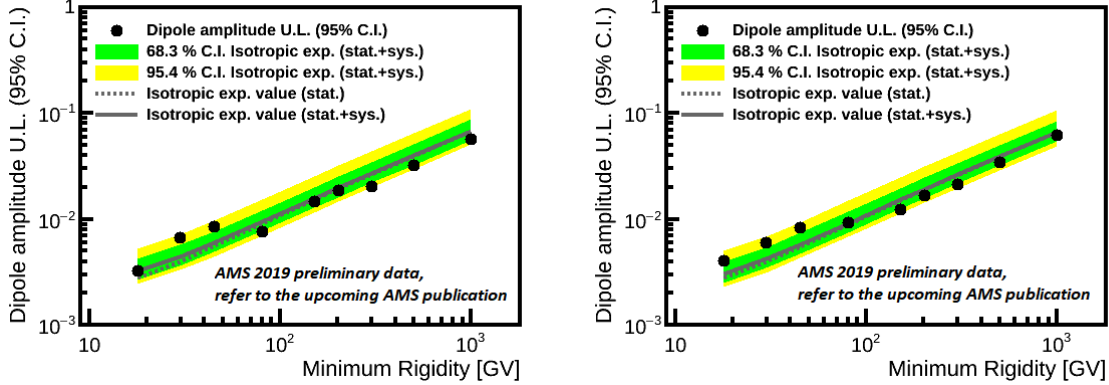 Dipole amplitude U.L. (95% C.I.)
1
10⁻¹
10⁻²
10⁻³
Dipole amplitude U.L. (95% C.I.)
68.3 % C.I. Isotropic exp. (stat.+sys.)
95.4 % C.I. Isotropic exp. (stat.+sys.)
Isotropic exp. value (stat.)
Isotropic exp. value (stat.+sys.)
AMS 2019 preliminary data,
refer to the upcoming AMS publication
10 10² 10³
Minimum Rigidity [GV]
Dipole amplitude U.L. (95% C.I.)
1
10⁻¹
10⁻²
10⁻³
Dipole amplitude U.L. (95% C.I.)
68.3 % C.I. Isotropic exp. (stat.+sys.)
95.4 % C.I. Isotropic exp. (stat.+sys.)
Isotropic exp. value (stat.)
Isotropic exp. value (stat.+sys.)
AMS 2019 preliminary data,
refer to the upcoming AMS publication
10 10² 10³
Minimum Rigidity [GV]